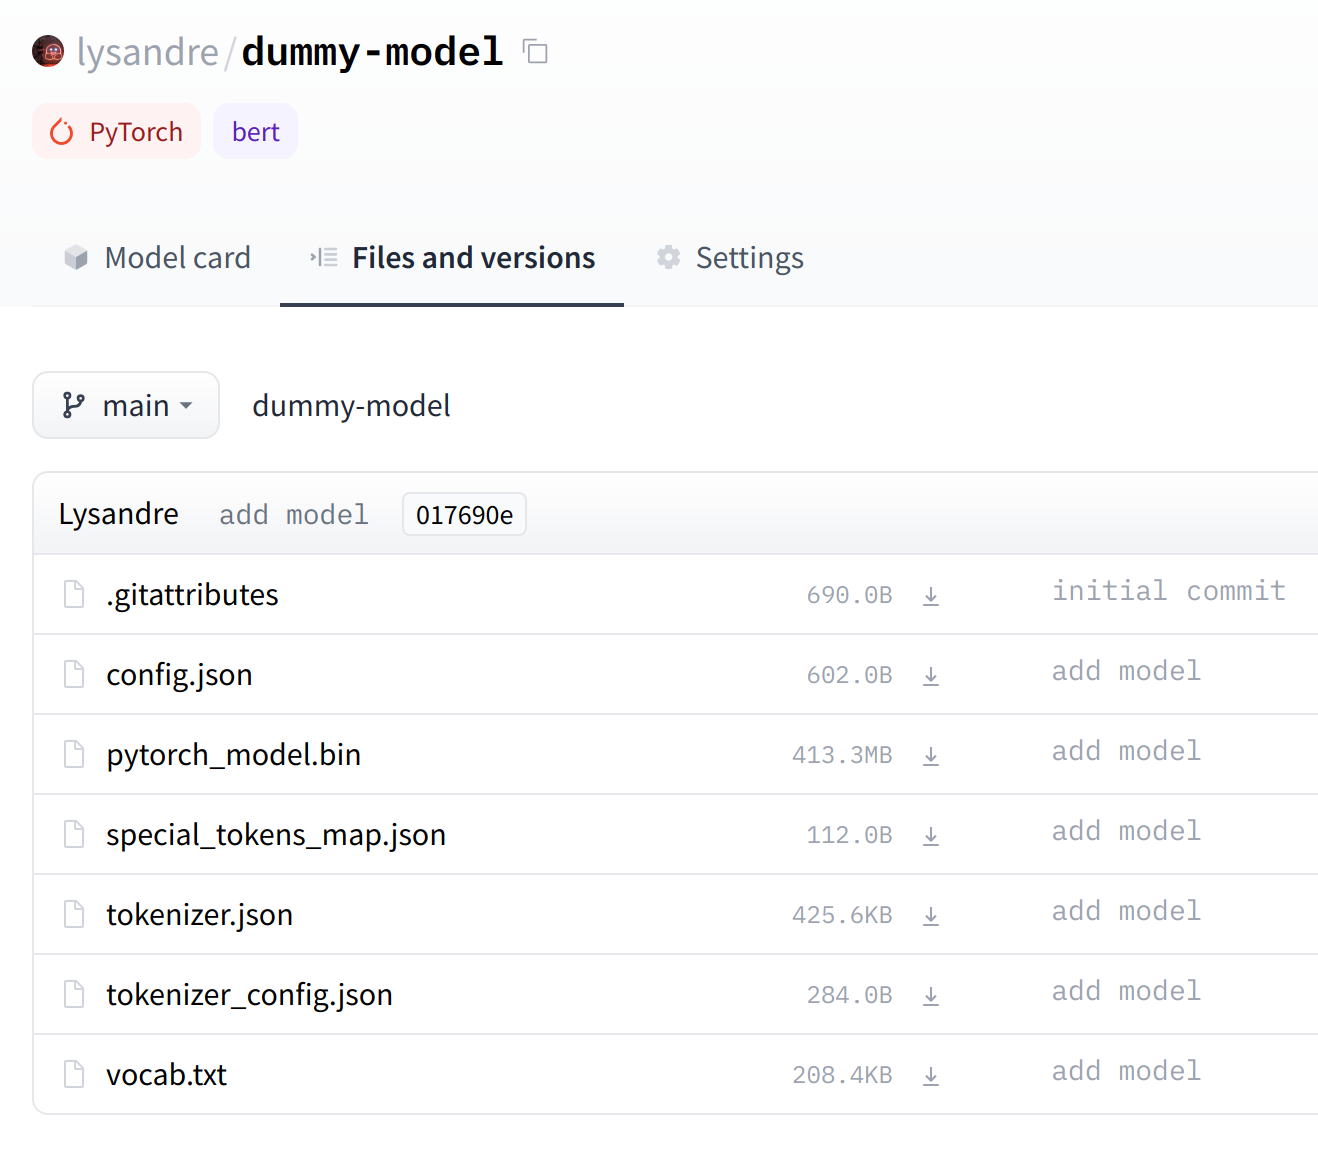 lysandre/dummy-model
PyTorch bert
Model card Files and versions Settings
main dummy-model
Lysandre add model 017690e
.gitattributes 690.0B initial commit
config.json 602.0B add model
pytorch_model.bin 413.3MB add model
special_tokens_map.json 112.0B add model
tokenizer.json 425.6KB add model
tokenizer_config.json 284.0B add model
vocab.txt 208.4KB add model